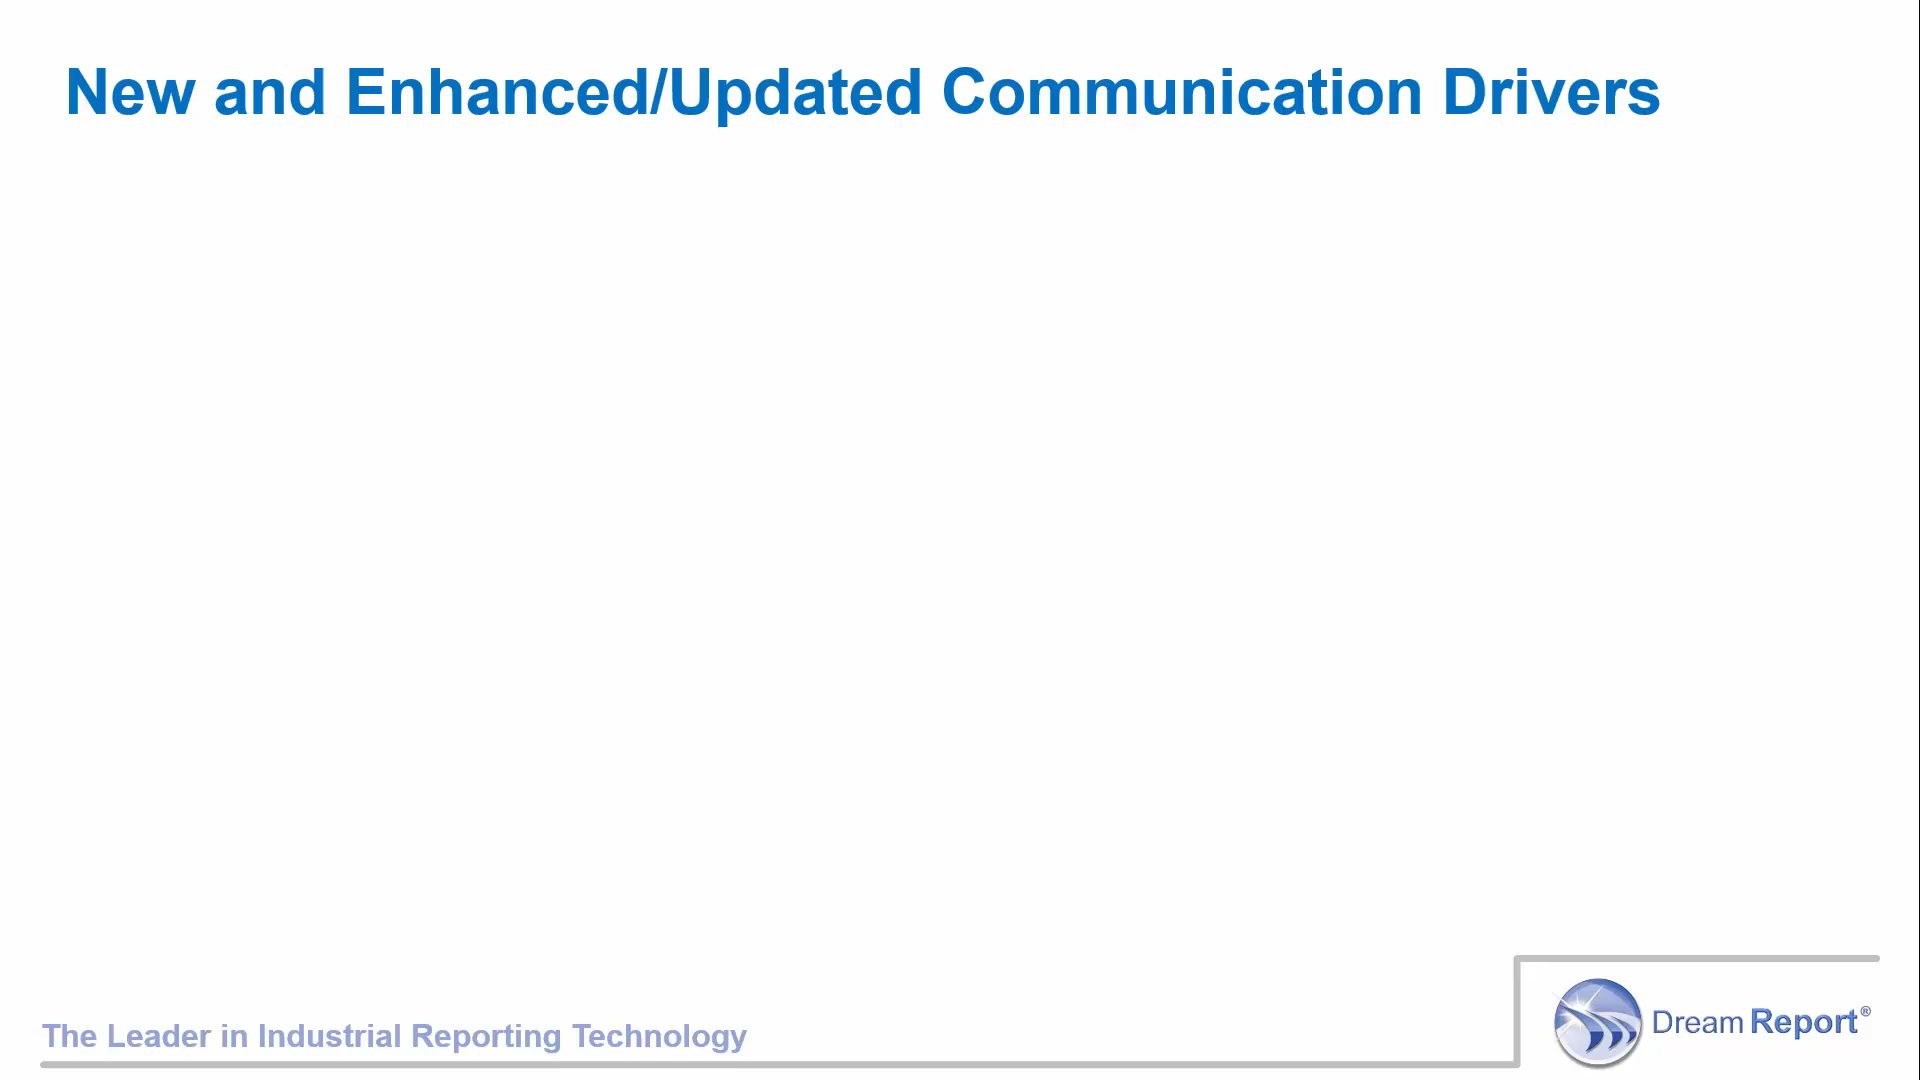 New and Enhanced/Updated Communication Drivers
The Leader in Industrial Reporting Technology
Dream Report®